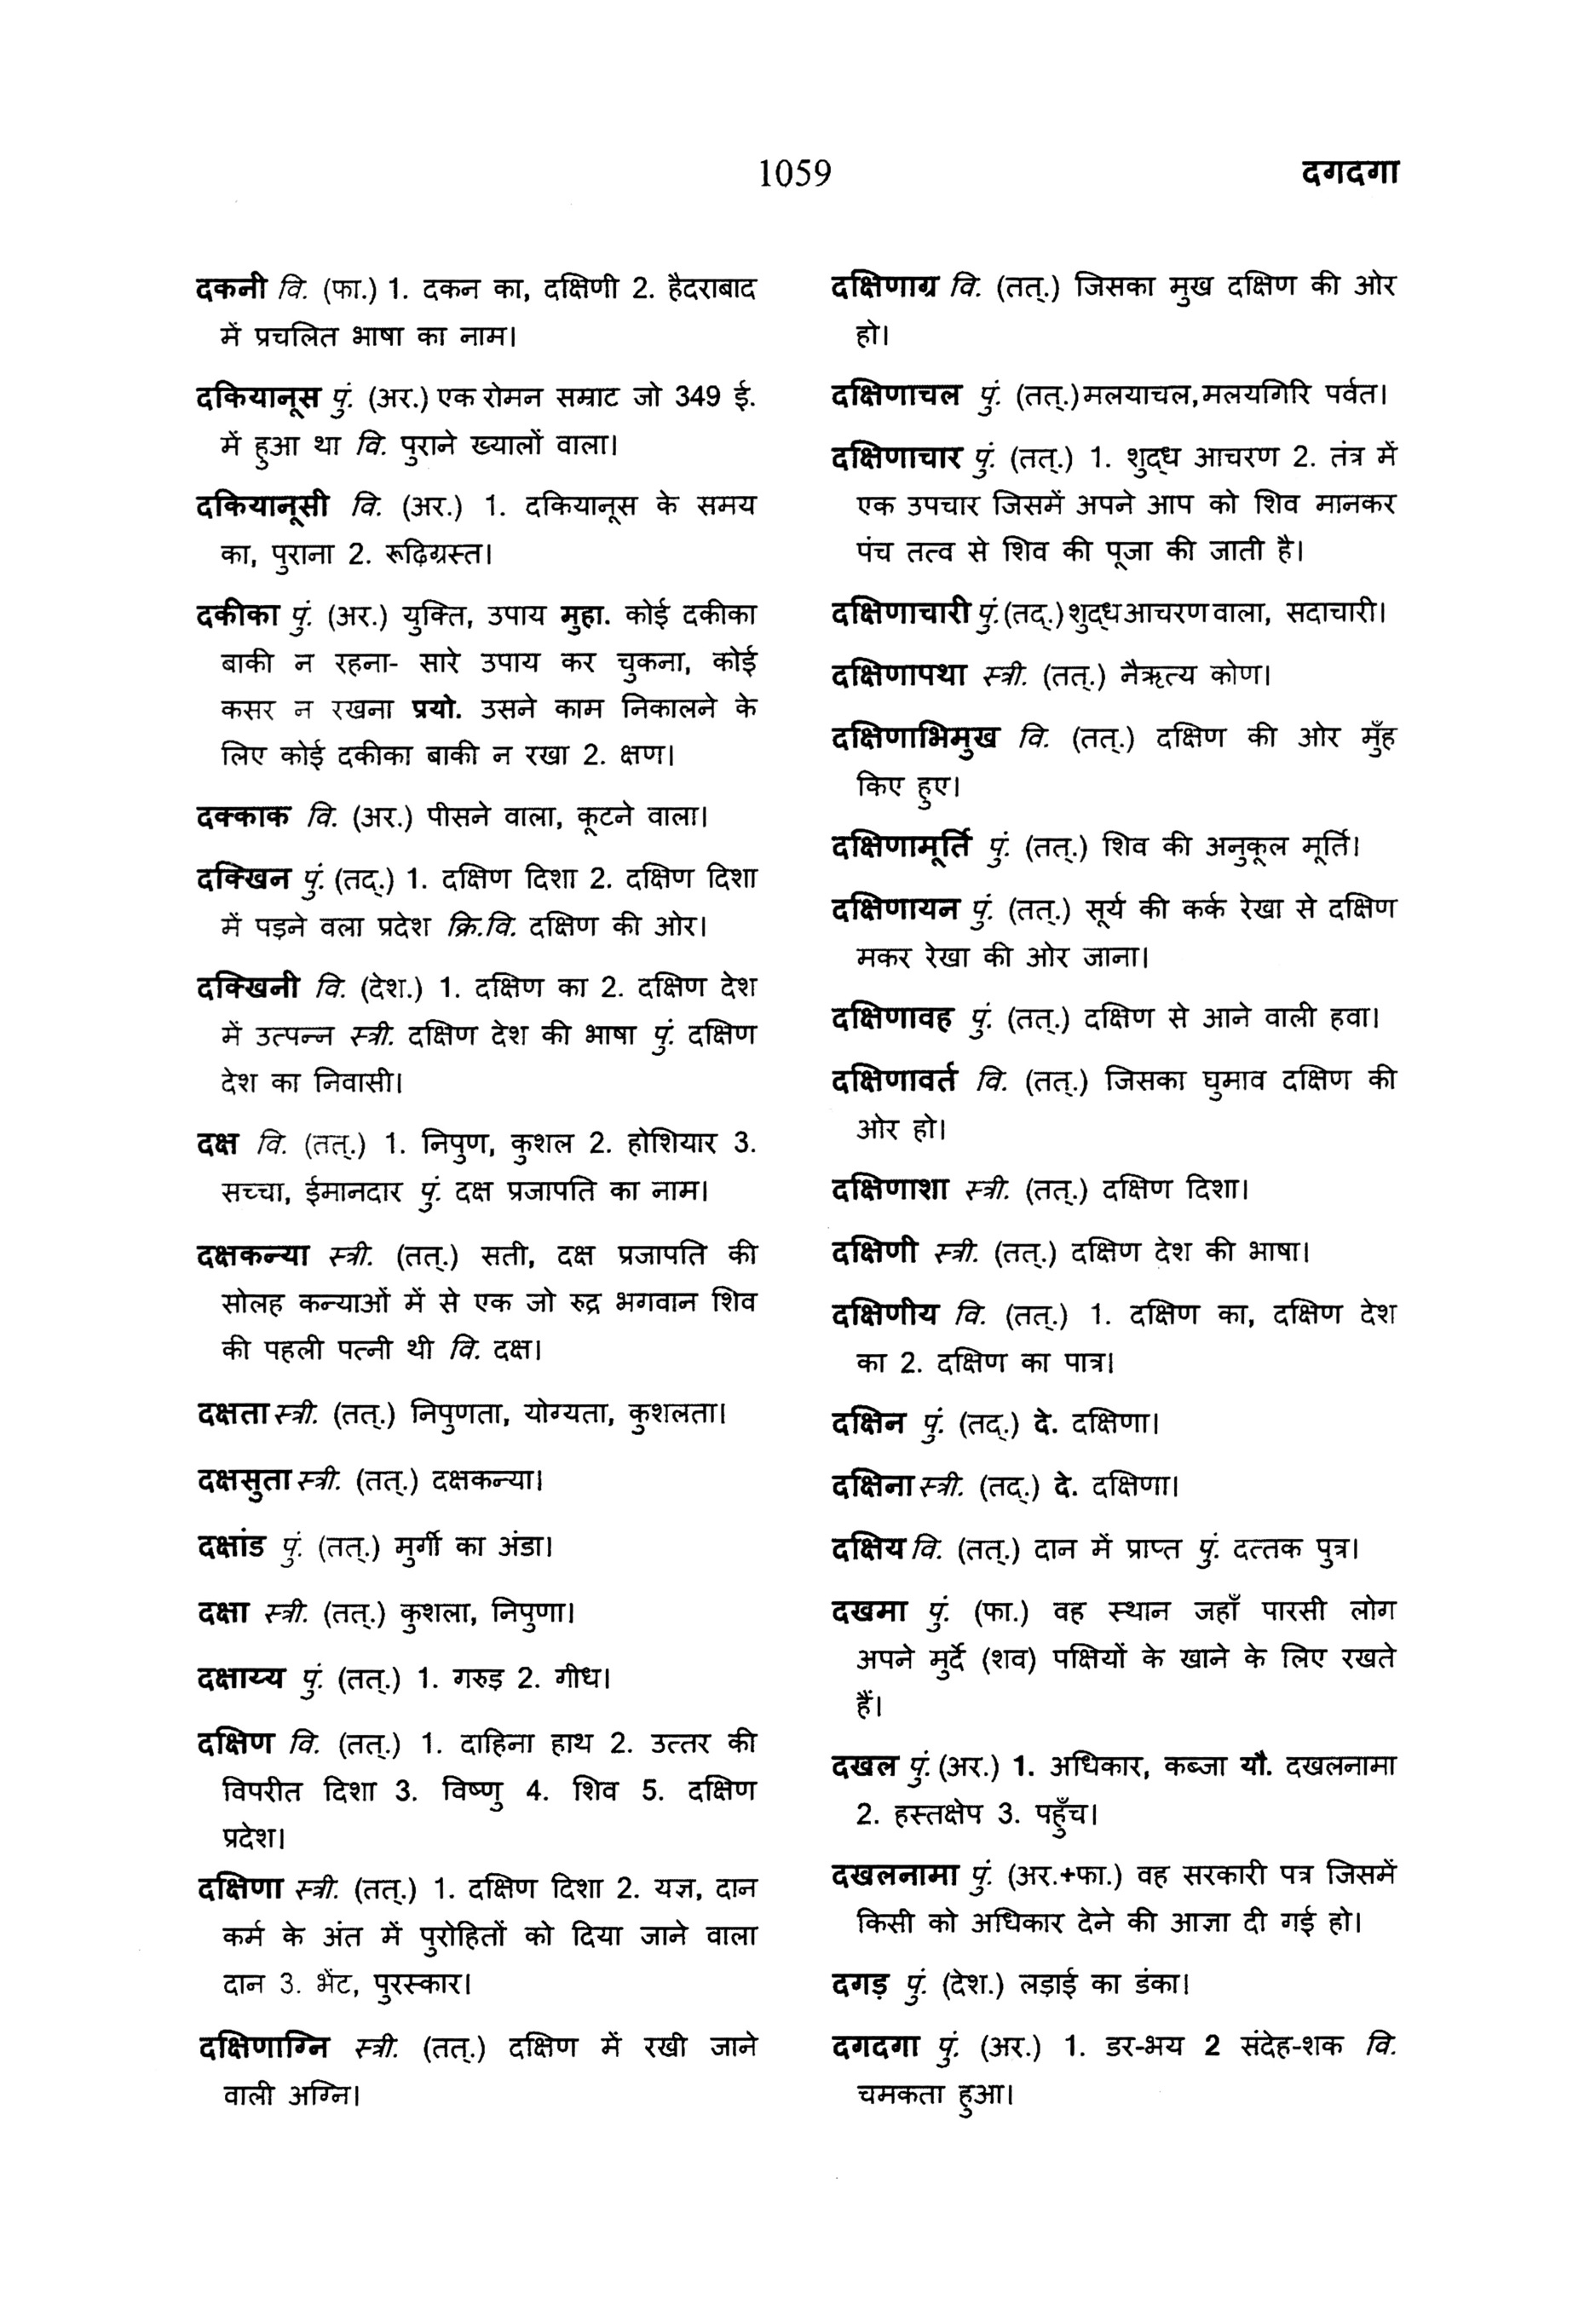 1059
दगदगा
दकनी वि. (फा.) 1. दकन का, दक्षिणी 2. हैदराबाद
में प्रचलित भाषा का नाम।
दकियानूस पुं. (अर.) एक रोमन सम्राट जो 349 ई.
में हुआ था वि. पुराने ख्यालों वाला।
दकियानूसी वि. (अर.) 1. दकियानूस के समय
का, पुराना 2. रूढ़िग्रस्त।
दकीका पुं. (अर.) युक्ति, उपाय मुहा. कोई दकीका
बाकी न रहना- सारे उपाय कर चुकना, कोई
कसर न रखना प्रयो. उसने काम निकालने के
लिए कोई दकीका बाकी न रखा 2. क्षण।
दक्काक वि. (अर.) पीसने वाला, कूटने वाला।
दक्खिन पुं. (तद्.) 1. दक्षिण दिशा 2. दक्षिण दिशा
में पड़ने वला प्रदेश क्रि.वि. दक्षिण की ओर।
दक्खिनी वि. (देश.) 1. दक्षिण का 2. दक्षिण देश
में उत्पन्न स्त्री. दक्षिण देश की भाषा पुं. दक्षिण
देश का निवासी।
दक्ष वि. (तत्.) 1. निपुण, कुशल 2. होशियार 3.
सच्चा, ईमानदार पुं. दक्ष प्रजापति का नाम।
दक्षकन्या स्त्री. (तत्.) सती, दक्ष प्रजापति की
सोलह कन्याओं में से एक जो रुद्र भगवान शिव
की पहली पत्नी थी वि. दक्ष।
दक्षता स्त्री. (तत्.) निपुणता, योग्यता, कुशलता।
दक्षसुता स्त्री. (तत्.) दक्षकन्या।
दक्षांड पुं. (तत्.) मुर्गी का अंडा।
दक्षा स्त्री. (तत्.) कुशला, निपुणा।
दक्षाय्य पुं. (तत्.) 1. गरुड़ 2. गीध।
दक्षिण वि. (तत्.) 1. दाहिना हाथ 2. उत्तर की
विपरीत दिशा 3. विष्णु 4. शिव 5. दक्षिण
प्रदेश।
दक्षिणा स्त्री. (तत्.) 1. दक्षिण दिशा 2. यज्ञ, दान
कर्म के अंत में पुरोहितों को दिया जाने वाला
दान 3. भेंट, पुरस्कार।
दक्षिणाग्नि स्त्री. (तत्.) दक्षिण में रखी जाने
वाली अग्नि।
दक्षिणाग्र वि. (तत्.) जिसका मुख दक्षिण की ओर
हो।
दक्षिणाचल पुं. (तत्.) मलयाचल, मलयगिरि पर्वत।
दक्षिणाचार पुं. (तत्.) 1. शुद्ध आचरण 2. तंत्र में
एक उपचार जिसमें अपने आप को शिव मानकर
पंच तत्व से शिव की पूजा की जाती है।
दक्षिणाचारी पुं. (तद्.) शुद्ध आचरण वाला, सदाचारी।
दक्षिणापथा स्त्री. (तत्.) नैऋत्य कोण।
दक्षिणाभिमुख वि. (तत्.) दक्षिण की ओर मुँह
किए हुए।
दक्षिणामूर्ति पुं. (तत्.) शिव की अनुकूल मूर्ति।
दक्षिणायन पुं. (तत्.) सूर्य की कर्क रेखा से दक्षिण
मकर रेखा की ओर जाना।
दक्षिणावह पुं. (तत्.) दक्षिण से आने वाली हवा।
दक्षिणावर्त वि. (तत्.) जिसका घुमाव दक्षिण की
ओर हो।
दक्षिणाशा स्त्री. (तत्.) दक्षिण दिशा।
दक्षिणी स्त्री. (तत्.) दक्षिण देश की भाषा।
दक्षिणीय वि. (तत्.) 1. दक्षिण का, दक्षिण देश
का 2. दक्षिण का पात्र।
दक्षिन पुं. (तद्.) दे. दक्षिणा।
दक्षिना स्त्री. (तद्.) दे. दक्षिणा।
दक्षिय वि. (तत्.) दान में प्राप्त पुं. दत्तक पुत्र।
दखमा पुं. (फा.) वह स्थान जहाँ पारसी लोग
अपने मुर्दे (शव) पक्षियों के खाने के लिए रखते
हैं।
दखल पुं. (अर.) 1. अधिकार, कब्जा यौ. दखलनामा
2. हस्तक्षेप 3. पहुँच।
दखलनामा पुं. (अर.+फा.) वह सरकारी पत्र जिसमें
किसी को अधिकार देने की आज्ञा दी गई हो।
दगड़ पुं. (देश.) लड़ाई का डंका।
दगदगा पुं. (अर.) 1. डर-भय 2 संदेह-शक वि.
चमकता हुआ।